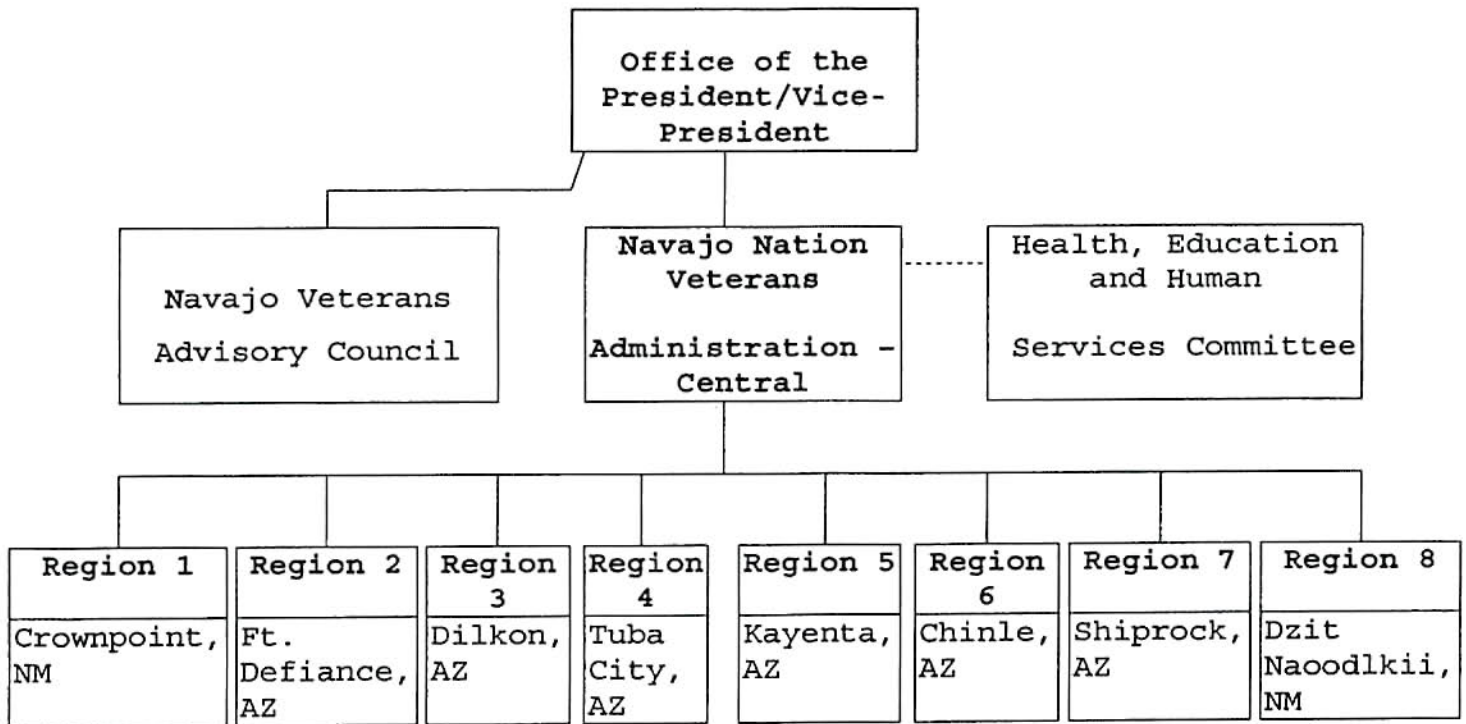 Office of the
President/Vice-
President
Navajo Veterans
Advisory Council
Navajo Nation
Veterans
Administration –
Central
Health, Education
and Human
Services Committee
Region 1
Crownpoint,
NM
Region 2
Ft.
Defiance,
AZ
Region
3
Dilkon,
AZ
Region
4
Tuba
City,
AZ
Region 5
Kayenta,
AZ
Region
6
Chinle,
AZ
Region 7
Shiprock,
AZ
Region 8
Dzit
Naoodlkii,
NM